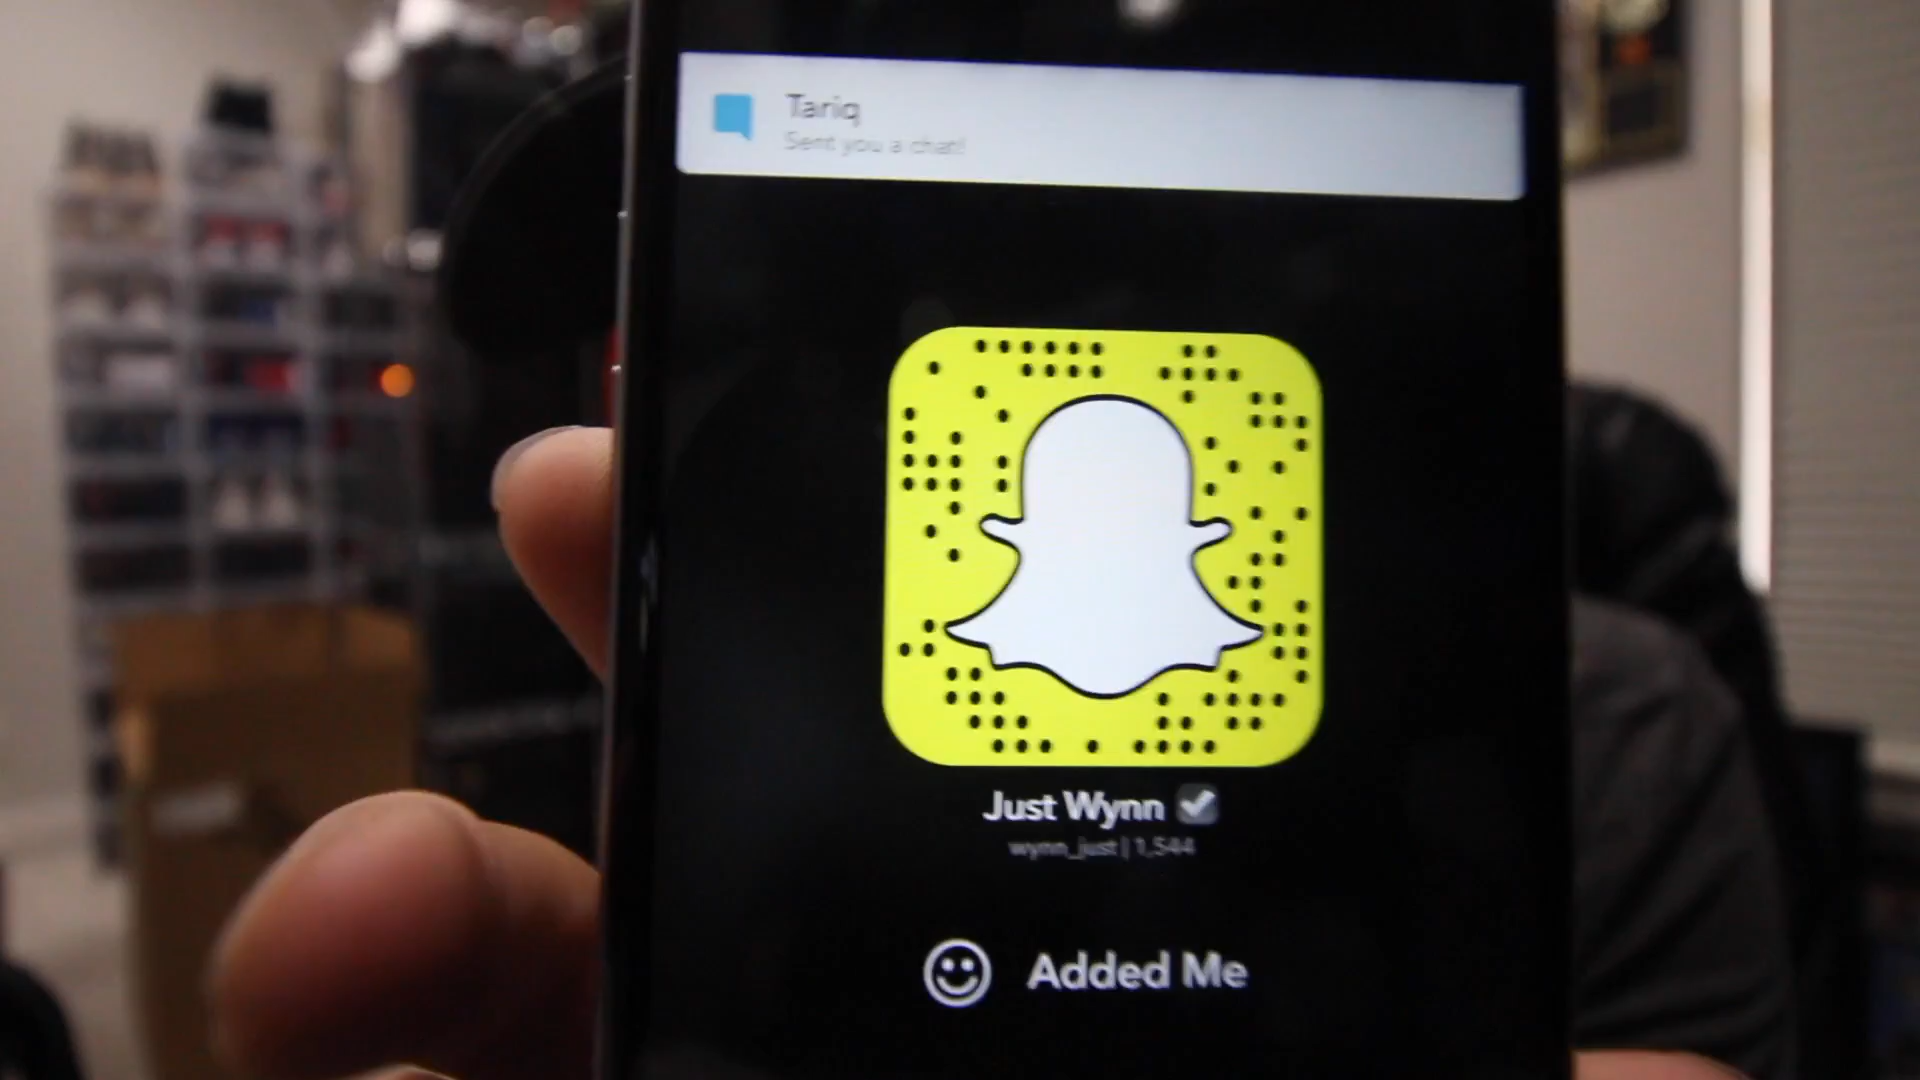 Tariq
Sent you a chat!
Just Wynn
wynn_just | 1,544
Added Me